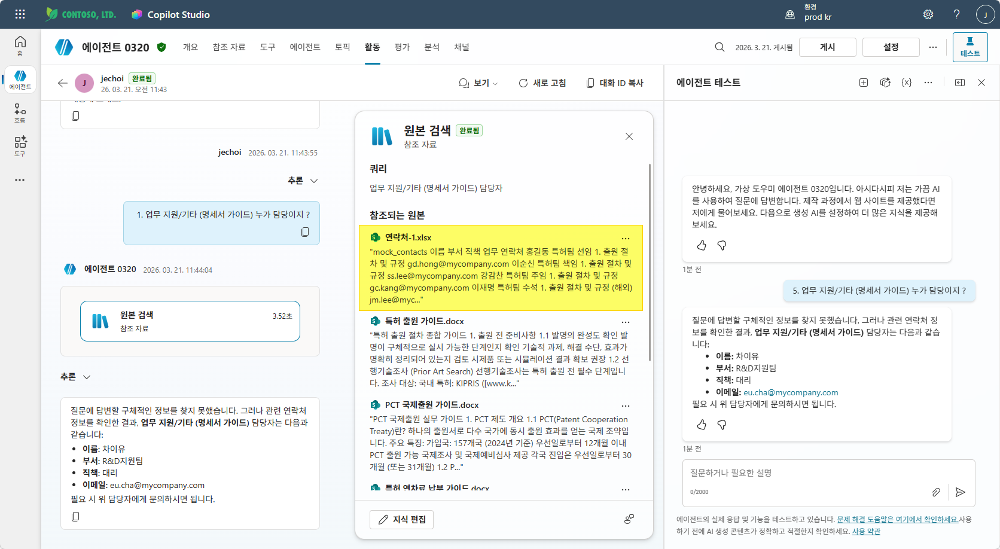 CONTOSO, LTD.
Copilot Studio
환경
prod kr
?
J
홈
에이전트
흐름
도구
에이전트 0320
개요
참조 자료
도구
에이전트
토픽
활동
평가
분석
채널
2026. 3. 21. 게시됨
게시
설정
테스트
J
jechoi
완료됨
26. 03. 21. 오전 11:43
보기
새로 고침
대화 ID 복사
jechoi 2026. 03. 21. 11:43:55
추론
1. 업무 지원/기타 (명세서 가이드) 누가 담당이지 ?
에이전트 0320 2026. 03. 21. 11:44:04
원본 검색
참조 자료
3.52초
추론
질문에 답변할 구체적인 정보를 찾지 못했습니다. 그러나 관련 연락처
정보를 확인한 결과, 업무 지원/기타 (명세서 가이드) 담당자는 다음과
같습니다:
• 이름: 차이유
• 부서: R&D지원팀
• 직책: 대리
• 이메일: eu.cha@mycompany.com
필요 시 위 담당자에게 문의하시면 됩니다.
원본 검색
완료됨
참조 자료
쿼리
업무 지원/기타 (명세서 가이드) 담당자
참조되는 원본
연락처-1.xlsx
"mock_contacts 이름 부서 직책 업무 연락처 홍길동 특허팀 선임 1. 출원 절
차 및 규정 gd.hong@mycompany.com 이순신 특허팀 책임 1. 출원 절차 및
규정 ss.lee@mycompany.com 강감찬 특허팀 주임 1. 출원 절차 및 규정
gc.kang@mycompany.com 이재명 특허팀 수석 1. 출원 절차 및 규정 (해외)
jm.lee@myc..."
특허 출원 가이드.docx
"특허 출원 절차 종합 가이드 1. 출원 전 준비사항 1.1 발명의 완성도 확인 발
명이 구체적으로 실시 가능한 단계인지 확인 기술적 과제, 해결 수단, 효과가
명확히 정리되어 있는지 검토 시제품 또는 시뮬레이션 결과 확보 권장 1.2 선
행기술조사 (Prior Art Search) 선행기술조사는 특허 출원 전 필수 단계입니
다. 조사 대상: 국내 특허: KIPRIS ([www.k..."
PCT 국제출원 가이드.docx
"PCT 국제출원 실무 가이드 1. PCT 제도 개요 1.1 PCT(Patent Cooperation
Treaty)란? 하나의 출원서로 다수 국가에 동시 출원 효과를 얻는 국제 조약입
니다. 주요 특징: 가입국: 157개국 (2024년 기준) 우선일로부터 12개월 이내
PCT 출원 가능 국제조사 및 국제예비심사 제공 각국 진입은 우선일로부터 30
개월 (또는 31개월) 1.2 P..."
특허 연차료 납부 가이드.docx
지식 편집
에이전트 테스트
안녕하세요, 가상 도우미 에이전트 0320입니다. 아시다시피 저는 가끔 AI
를 사용하여 질문에 답변합니다. 제작 과정에서 웹 사이트를 제공했다면
저에게 물어보세요. 다음으로 생성 AI를 설정하여 더 많은 지식을 제공해
보세요.
1분 전
5. 업무 지원/기타 (명세서 가이드) 누가 담당이지 ?
질문에 답변할 구체적인 정보를 찾지 못했습니다. 그러나 관련 연락처 정
보를 확인한 결과, 업무 지원/기타 (명세서 가이드) 담당자는 다음과 같습
니다:
• 이름: 차이유
• 부서: R&D지원팀
• 직책: 대리
• 이메일: eu.cha@mycompany.com
필요 시 위 담당자에게 문의하시면 됩니다.
1분 전
질문하거나 필요한 설명
0/2000
에이전트의 실제 응답 및 기능을 테스트하고 있습니다. 문제 해결 도움말은 여기에서 확인하세요.사용
하기 전에 AI 생성 콘텐츠가 정확하고 적절한지 확인하세요. 사용 약관